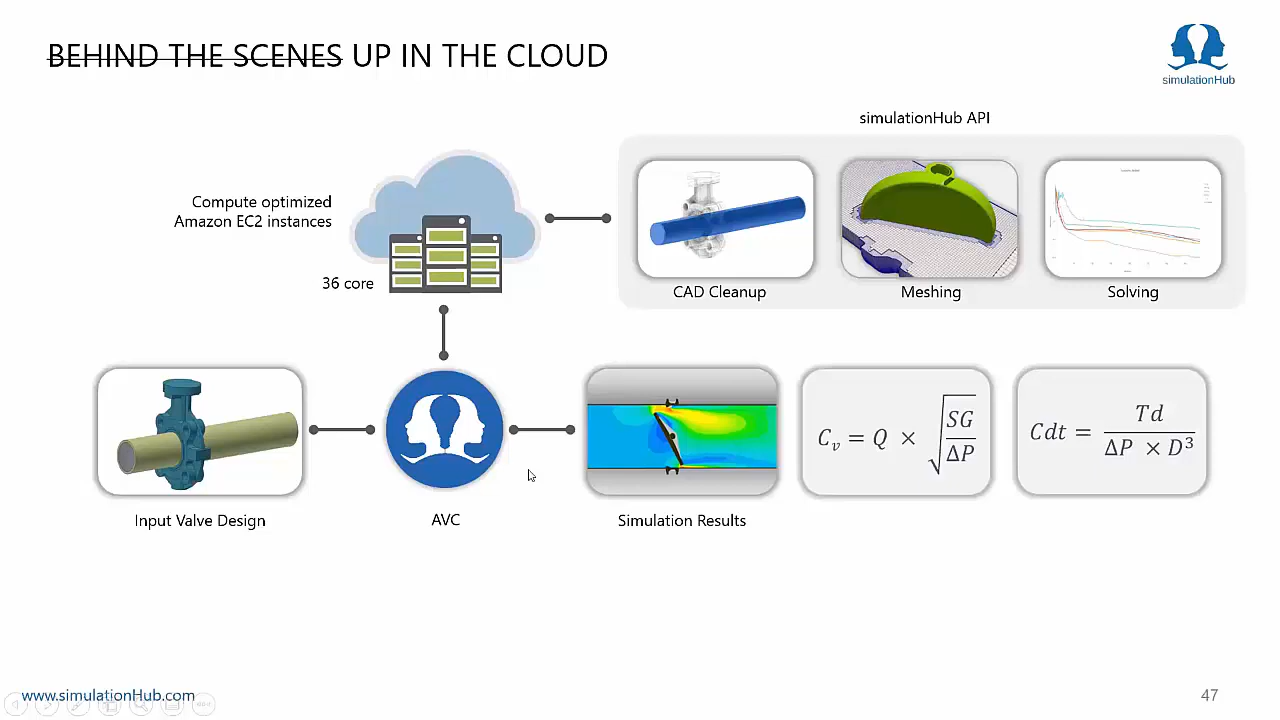 BEHIND THE SCENES UP IN THE CLOUD
simulationHub
simulationHub API
Compute optimized
Amazon EC2 instances
36 core
CAD Cleanup
Meshing
Solving
C_v = Q × √(SG/ΔP)
Cdt = Td/(ΔP × D³)
Input Valve Design
AVC
Simulation Results
www.simulationHub.com
47